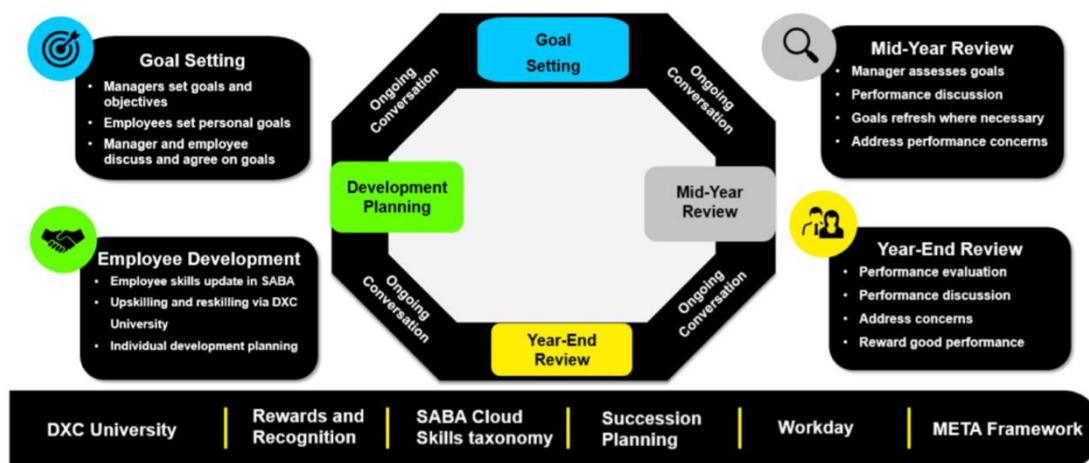 Goal Setting
• Managers set goals and
objectives
• Employees set personal goals
• Manager and employee
discuss and agree on goals
Employee Development
• Employee skills update in SABA
• Upskilling and reskilling via DXC
University
• Individual development planning
Goal
Setting
Ongoing
Conversation
Ongoing
Conversation
Development
Planning
Mid-Year
Review
Ongoing
Conversation
Ongoing
Conversation
Year-End
Review
Mid-Year Review
• Manager assesses goals
• Performance discussion
• Goals refresh where necessary
• Address performance concerns
Year-End Review
• Performance evaluation
• Performance discussion
• Address concerns
• Reward good performance
DXC University
Rewards and
Recognition
SABA Cloud
Skills taxonomy
Succession
Planning
Workday
META Framework